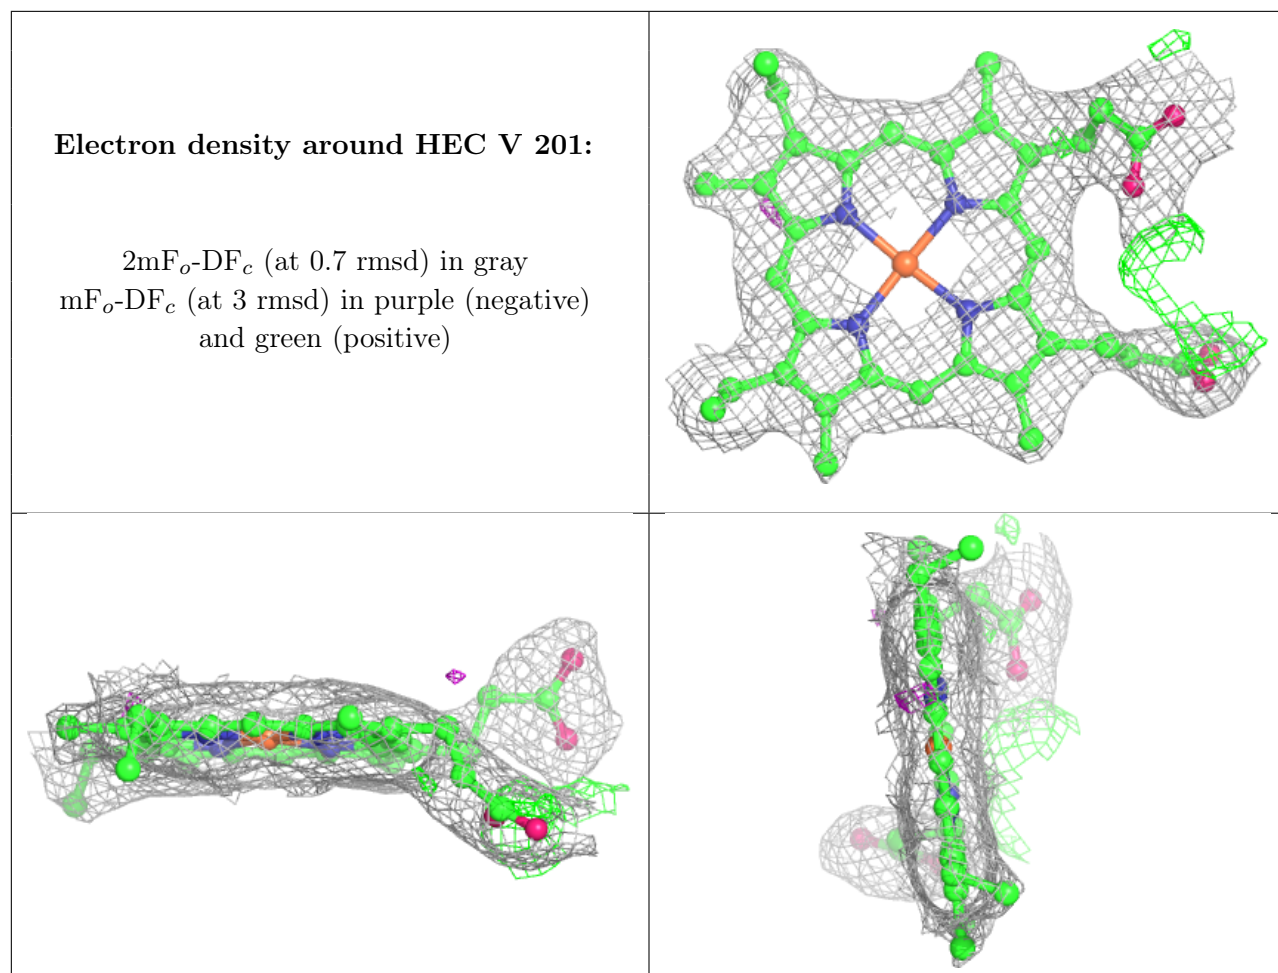 Electron density around HEC V 201:
2mFo-DFc (at 0.7 rmsd) in gray
mFo-DFc (at 3 rmsd) in purple (negative)
and green (positive)